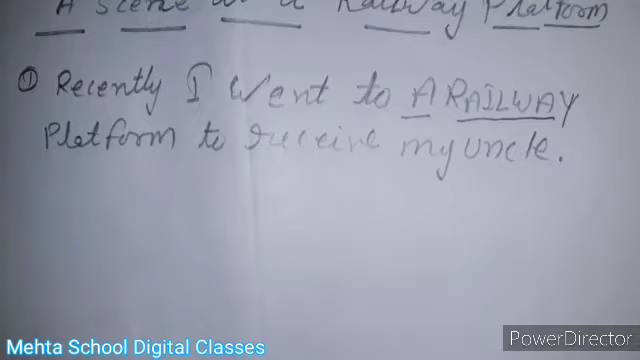 A Scene at a Railway Platform
① Recently I went to A RAILWAY
Platform to receive my uncle.
Mehta School Digital Classes
PowerDirector